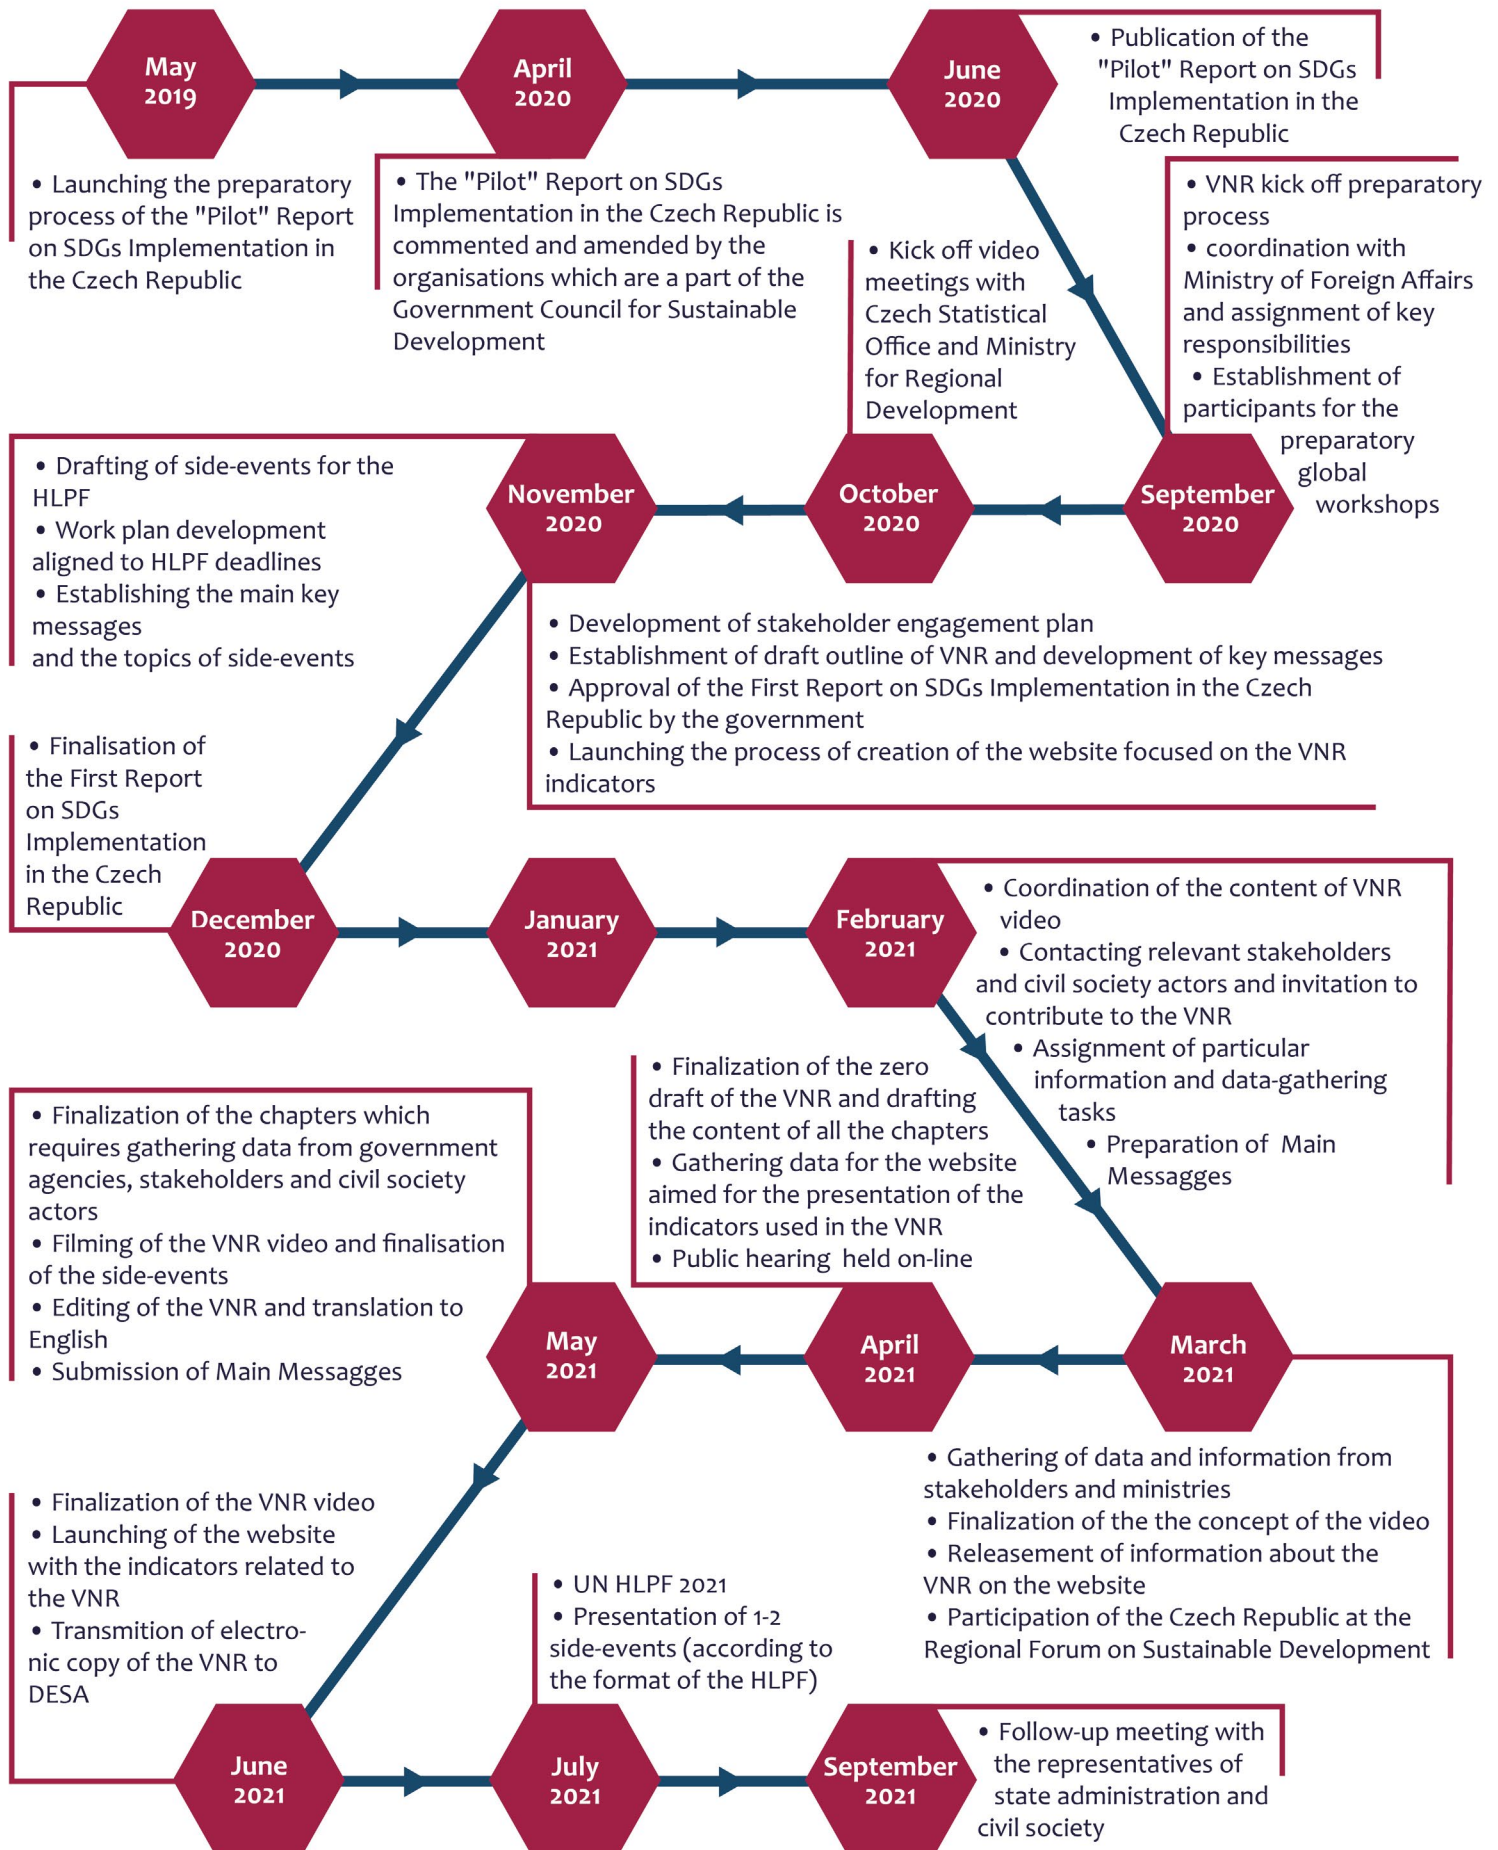 May
2019
• Launching the preparatory
process of the "Pilot" Report
on SDGs Implementation in
the Czech Republic
April
2020
• The "Pilot" Report on SDGs
Implementation in the Czech Republic is
commented and amended by the
organisations which are a part of the
Government Council for Sustainable
Development
June
2020
• Publication of the
"Pilot" Report on SDGs
Implementation in the
Czech Republic
September
2020
• VNR kick off preparatory
process
• coordination with
Ministry of Foreign Affairs
and assignment of key
responsibilities
• Establishment of
participants for the
preparatory
global
workshops
October
2020
• Kick off video
meetings with
Czech Statistical
Office and Ministry
for Regional
Development
November
2020
• Drafting of side-events for the
HLPF
• Work plan development
aligned to HLPF deadlines
• Establishing the main key
messages
and the topics of side-events
• Development of stakeholder engagement plan
• Establishment of draft outline of VNR and development of key messages
• Approval of the First Report on SDGs Implementation in the Czech
Republic by the government
• Launching the process of creation of the website focused on the VNR
indicators
December
2020
• Finalisation of
the First Report
on SDGs
Implementation
in the Czech
Republic
January
2021
February
2021
• Coordination of the content of VNR
video
• Contacting relevant stakeholders
and civil society actors and invitation to
contribute to the VNR
• Assignment of particular
information and data-gathering
tasks
• Preparation of  Main
Messagges
March
2021
• Gathering of data and information from
stakeholders and ministries
• Finalization of the the concept of the video
• Releasement of information about the
VNR on the website
• Participation of the Czech Republic at the
Regional Forum on Sustainable Development
April
2021
• Finalization of the zero
draft of the VNR and drafting
the content of all the chapters
• Gathering data for the website
aimed for the presentation of the
indicators used in the VNR
• Public hearing  held on-line
May
2021
• Finalization of the chapters which
requires gathering data from government
agencies, stakeholders and civil society
actors
• Filming of the VNR video and finalisation
of the side-events
• Editing of the VNR and translation to
English
• Submission of Main Messagges
June
2021
• Finalization of the VNR video
• Launching of the website
with the indicators related to
the VNR
• Transmition of electro-
nic copy of the VNR to
DESA
July
2021
• UN HLPF 2021
• Presentation of 1-2
side-events (according to
the format of the HLPF)
September
2021
• Follow-up meeting with
the representatives of
state administration and
civil society